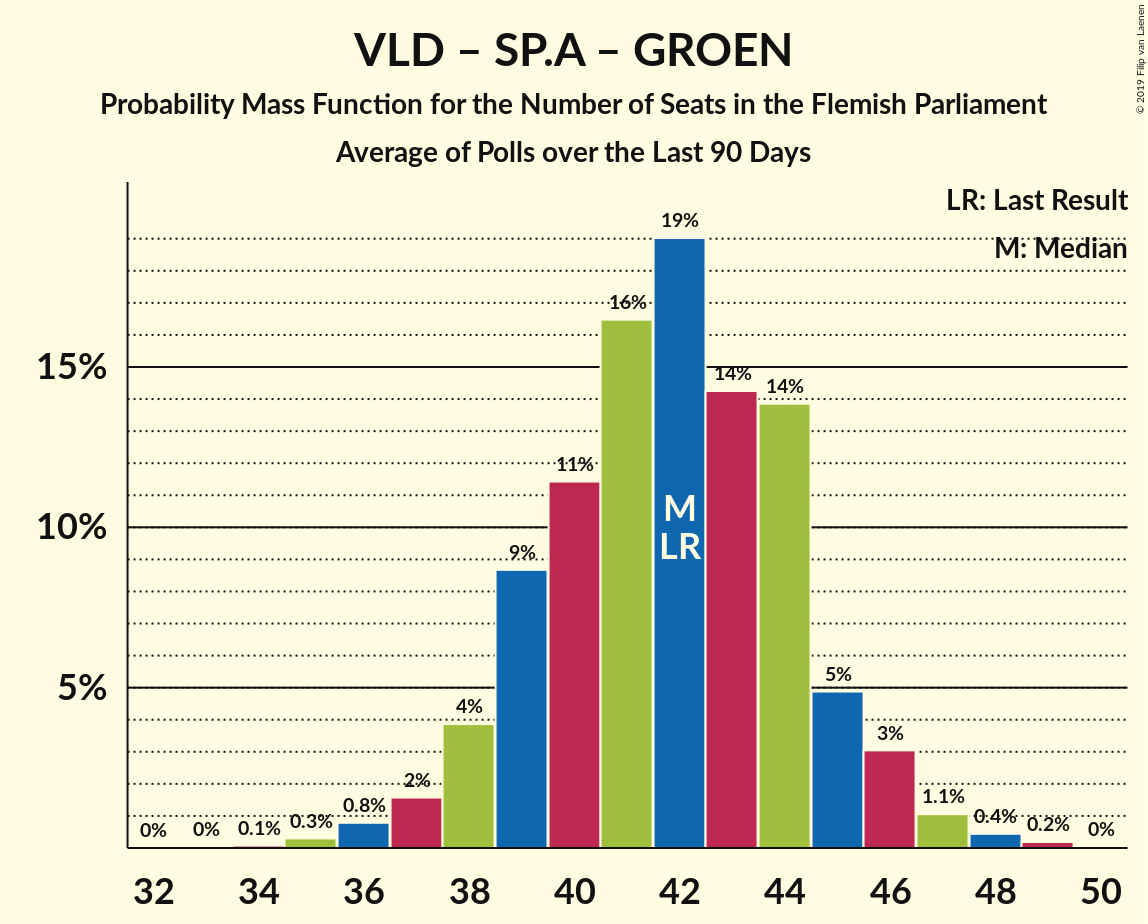 VLD – SP.A – GROEN
Probability Mass Function for the Number of Seats in the Flemish Parliament
Average of Polls over the Last 90 Days
© 2019 Filip van Laenen
LR: Last Result
M: Median
15%
10%
5%
0%
0%
0.1%
0.3%
0.8%
2%
4%
9%
11%
16%
19%
14%
14%
5%
3%
1.1%
0.4%
0.2%
0%
M
LR
32 34 36 38 40 42 44 46 48 50